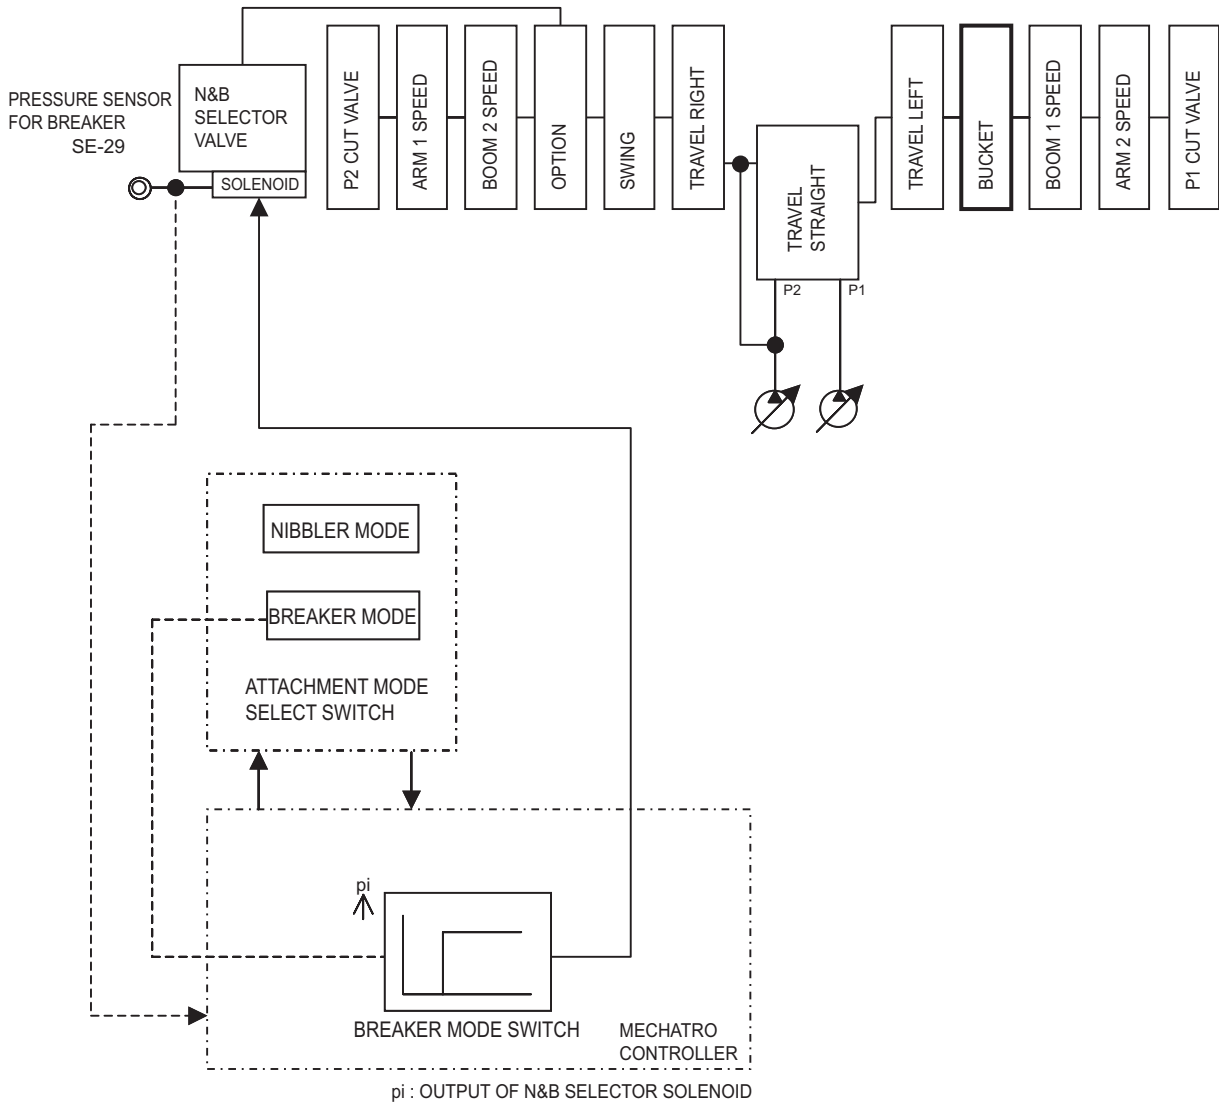 PRESSURE SENSOR
FOR BREAKER
SE-29
N&B
SELECTOR
VALVE
SOLENOID
P2 CUT VALVE
ARM 1 SPEED
BOOM 2 SPEED
OPTION
SWING
TRAVEL RIGHT
TRAVEL
STRAIGHT
P2
P1
TRAVEL LEFT
BUCKET
BOOM 1 SPEED
ARM 2 SPEED
P1 CUT VALVE
NIBBLER MODE
BREAKER MODE
ATTACHMENT MODE
SELECT SWITCH
pi
BREAKER MODE SWITCH
MECHATRO
CONTROLLER
pi : OUTPUT OF N&B SELECTOR SOLENOID